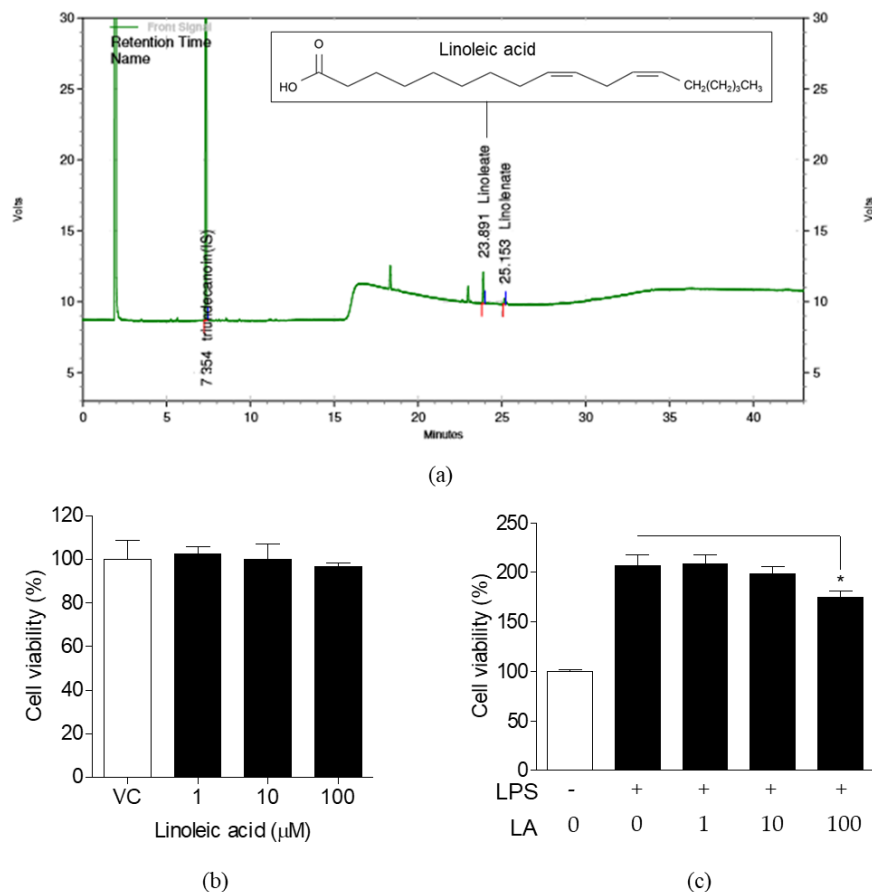 30
30
Front Signal
Retention Time
Name
Linoleic acid
O
HO
CH2(CH2)3CH3
25
25
20
20
Volts
Volts
15
15
10
10
5
5
7.354 triundecanoin(IS)
23.891 Linoleate
25.153 Linolenate
0 5 10 15 20 25 30 35 40
Minutes
(a)
Cell viability (%)
120
100
80
60
40
20
0
VC 1 10 100
Linoleic acid (μM)
(b)
Cell viability (%)
250
200
150
100
50
0
*
LPS - + + + +
LA 0 0 1 10 100
(c)